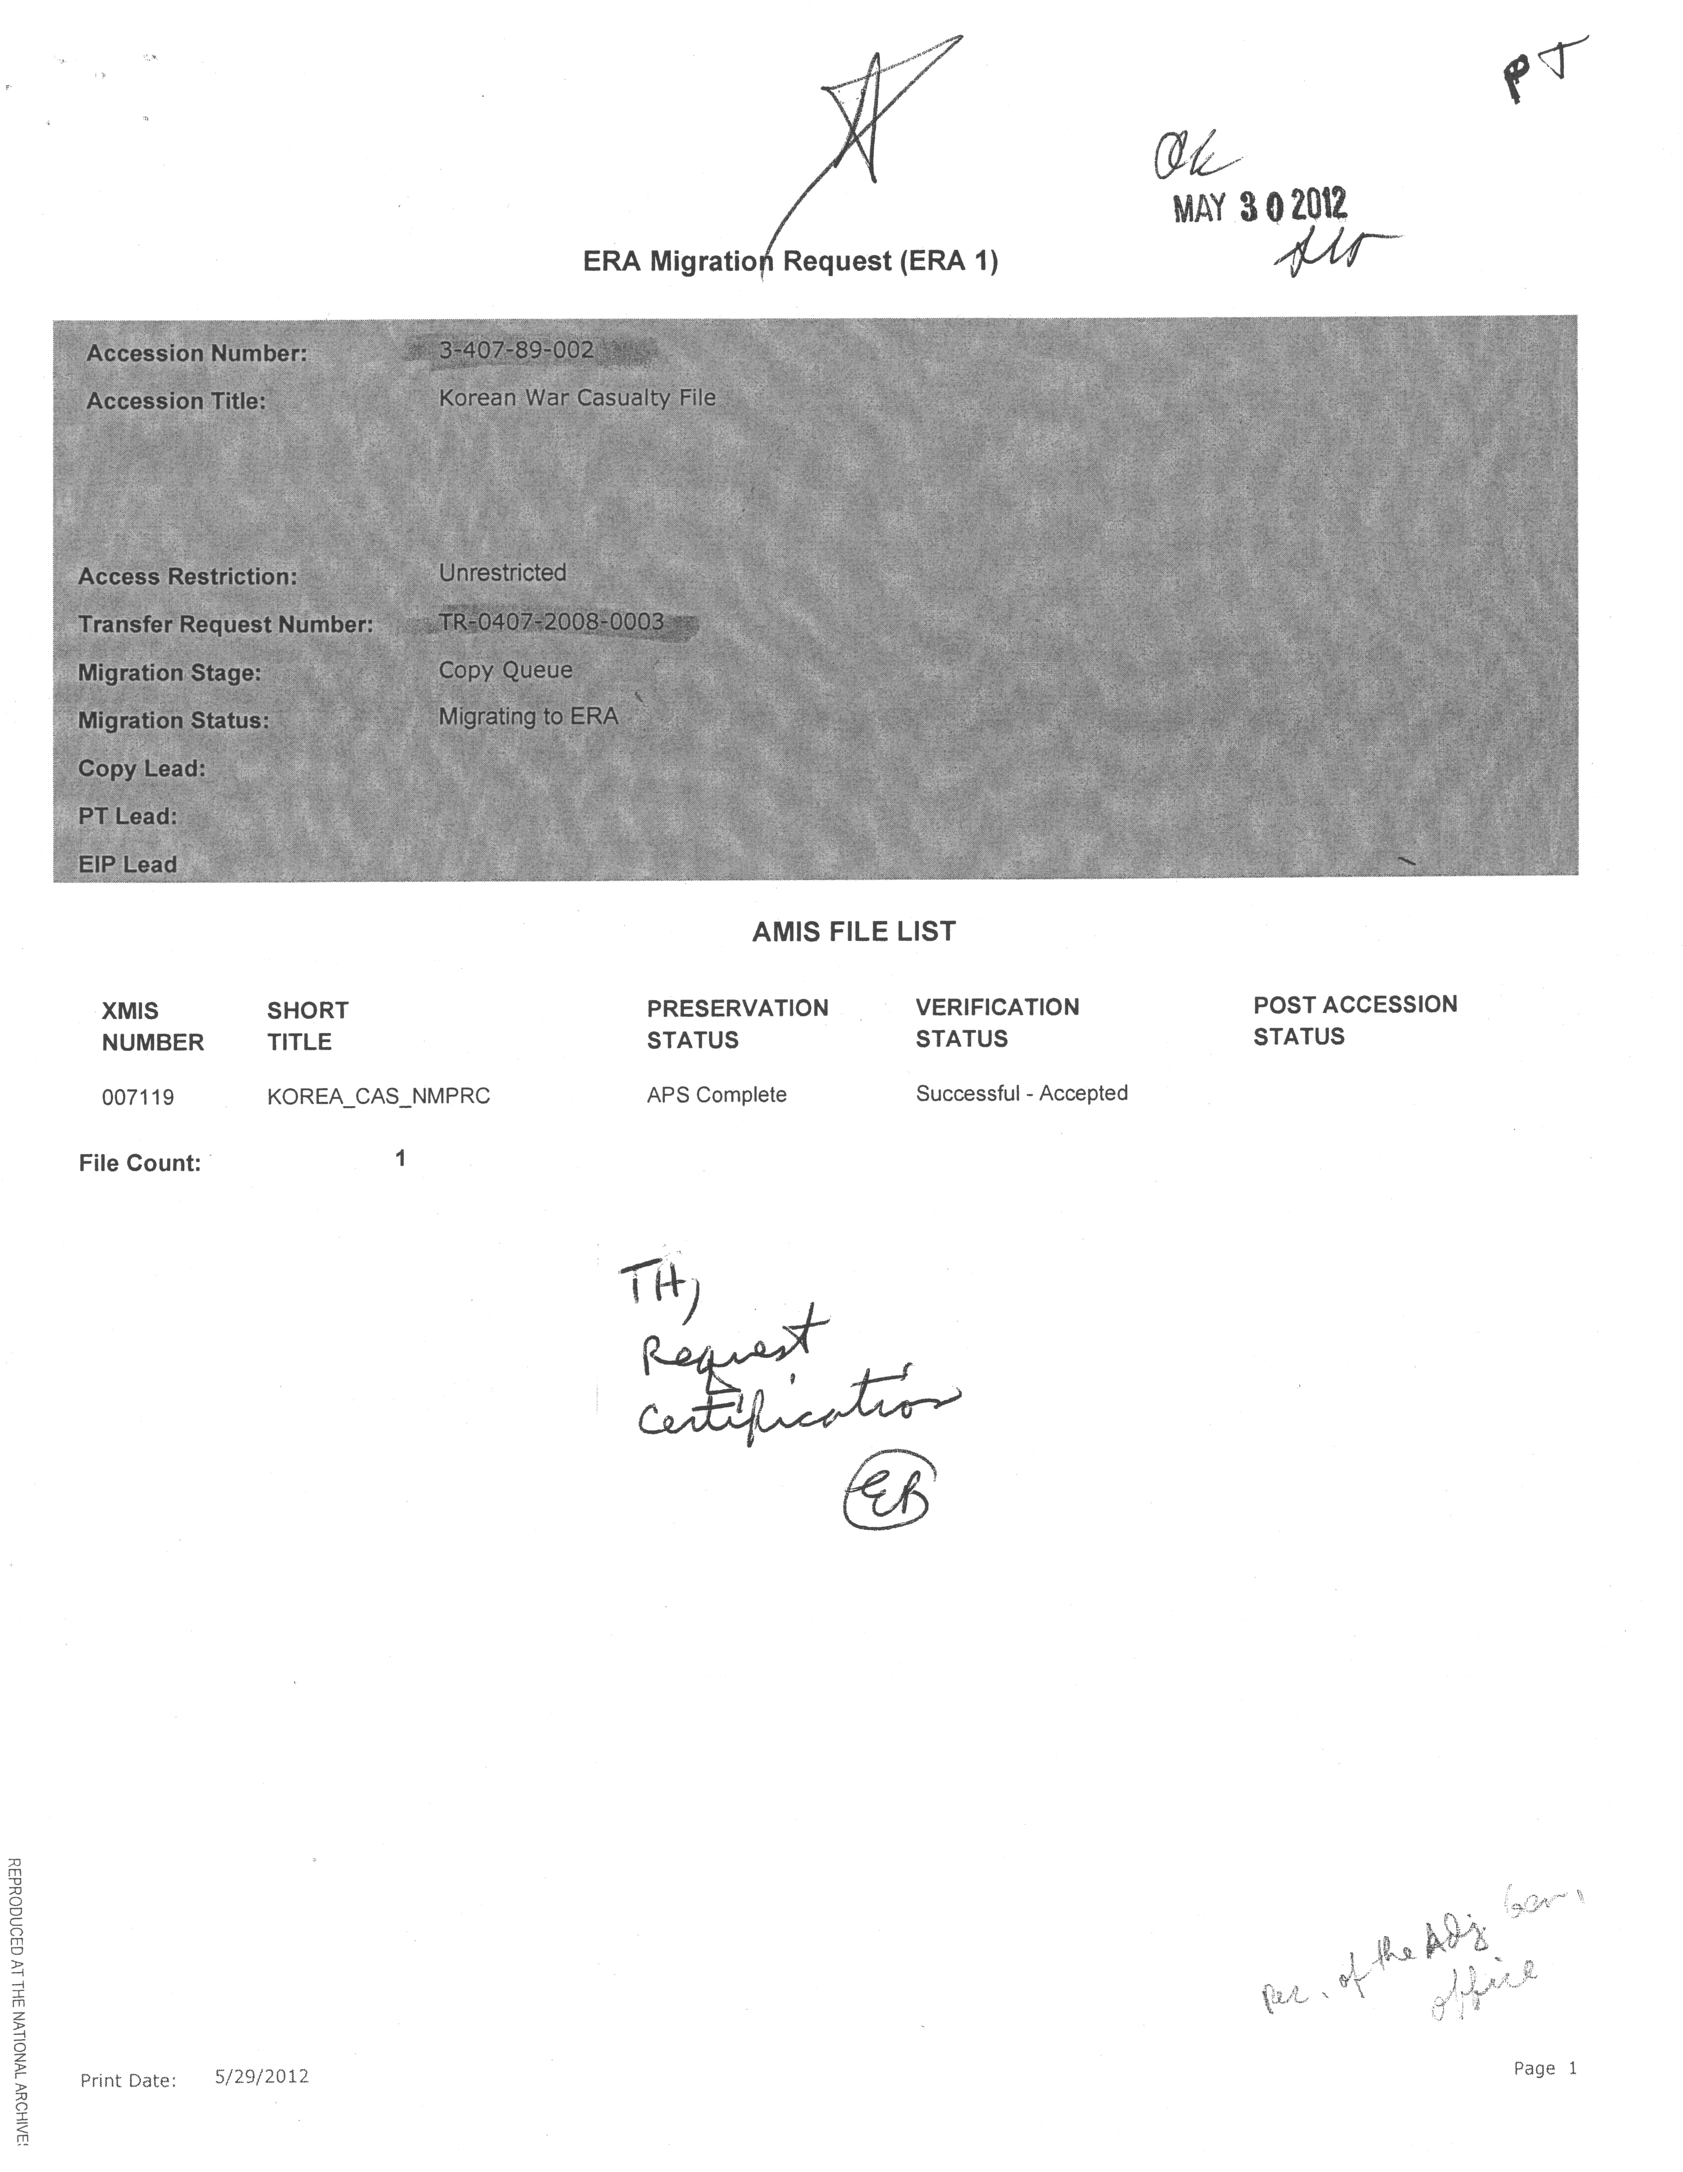 PT
Ok
MAY 30 2012
ERA Migration Request (ERA 1)
Accession Number: 3-407-89-002
Accession Title: Korean War Casualty File
Access Restriction: Unrestricted
Transfer Request Number: TR-0407-2008-0003
Migration Stage: Copy Queue
Migration Status: Migrating to ERA
Copy Lead:
PT Lead:
EIP Lead
AMIS FILE LIST
XMIS NUMBER SHORT TITLE PRESERVATION STATUS VERIFICATION STATUS POST ACCESSION STATUS
007119 KOREA_CAS_NMPRC APS Complete Successful - Accepted
File Count: 1
TH,
Request
Certification
EB
Rec. of the Adj. Gen.
office
Print Date: 5/29/2012
Page 1
REPRODUCED AT THE NATIONAL ARCHIVES